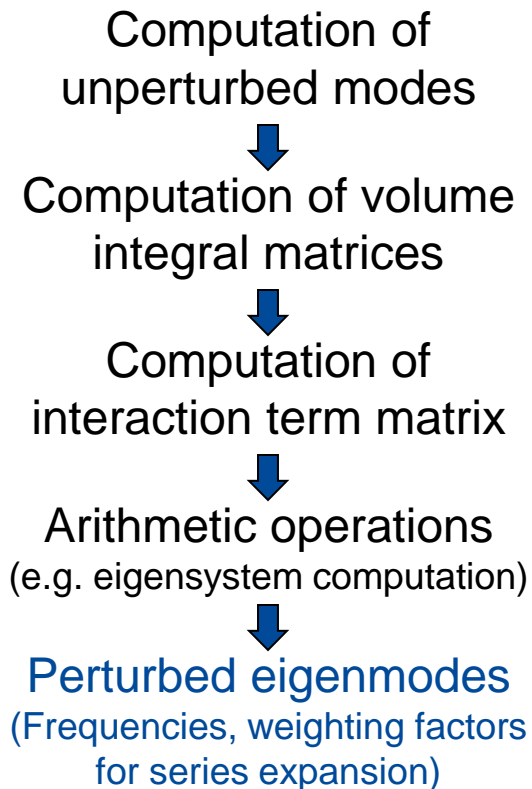 Computation of
unperturbed modes
Computation of volume
integral matrices
Computation of
interaction term matrix
Arithmetic operations
(e.g. eigensystem computation)
Perturbed eigenmodes
(Frequencies, weighting factors
for series expansion)